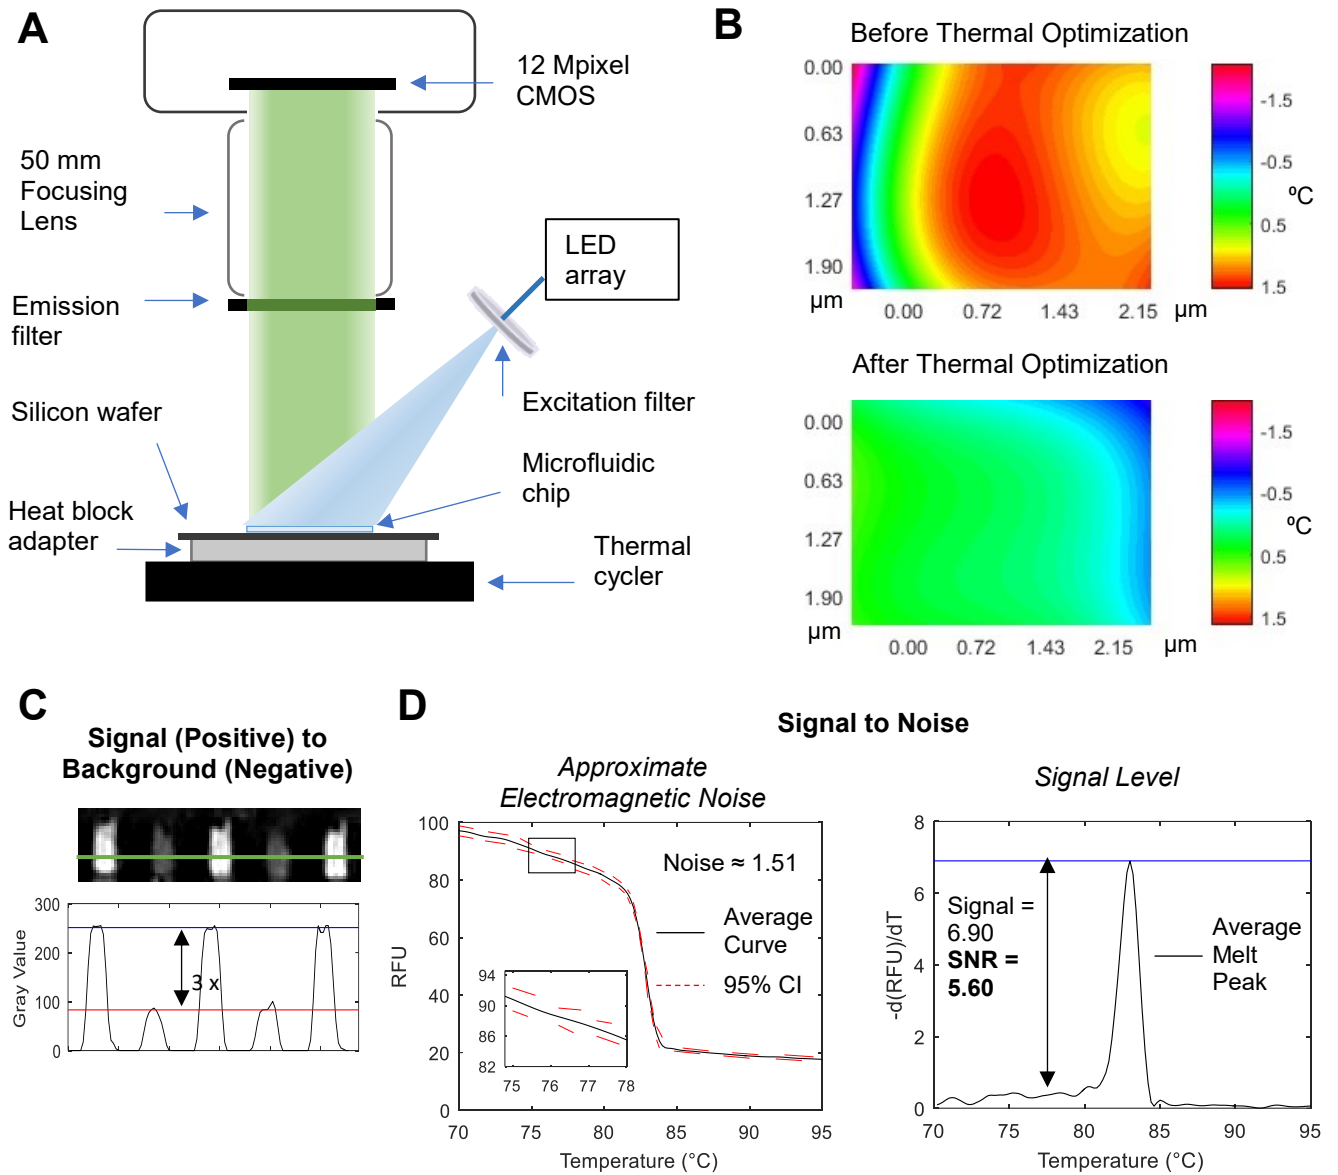 A
12 Mpixel
CMOS
50 mm
Focusing
Lens
LED
array
Emission
filter
Excitation filter
Silicon wafer
Microfluidic
chip
Heat block
adapter
Thermal
cycler
B
Before Thermal Optimization
0.00
0.63
1.27
1.90
µm
0.00 0.72 1.43 2.15 µm
-1.5
-0.5
ºC
0.5
1.5
After Thermal Optimization
0.00
0.63
1.27
1.90
µm
0.00 0.72 1.43 2.15 µm
-1.5
-0.5
ºC
0.5
1.5
C
Signal (Positive) to
Background (Negative)
300
200
100
0
Gray Value
3 x
D
Signal to Noise
Approximate
Electromagnetic Noise
100
80
60
40
20
0
RFU
Noise ≈ 1.51
Average
Curve
95% CI
94
90
86
82
75 76 77 78
70 75 80 85 90 95
Temperature (°C)
Signal Level
8
6
4
2
0
-d(RFU)/dT
Signal =
6.90
SNR =
5.60
Average
Melt
Peak
70 75 80 85 90 95
Temperature (°C)